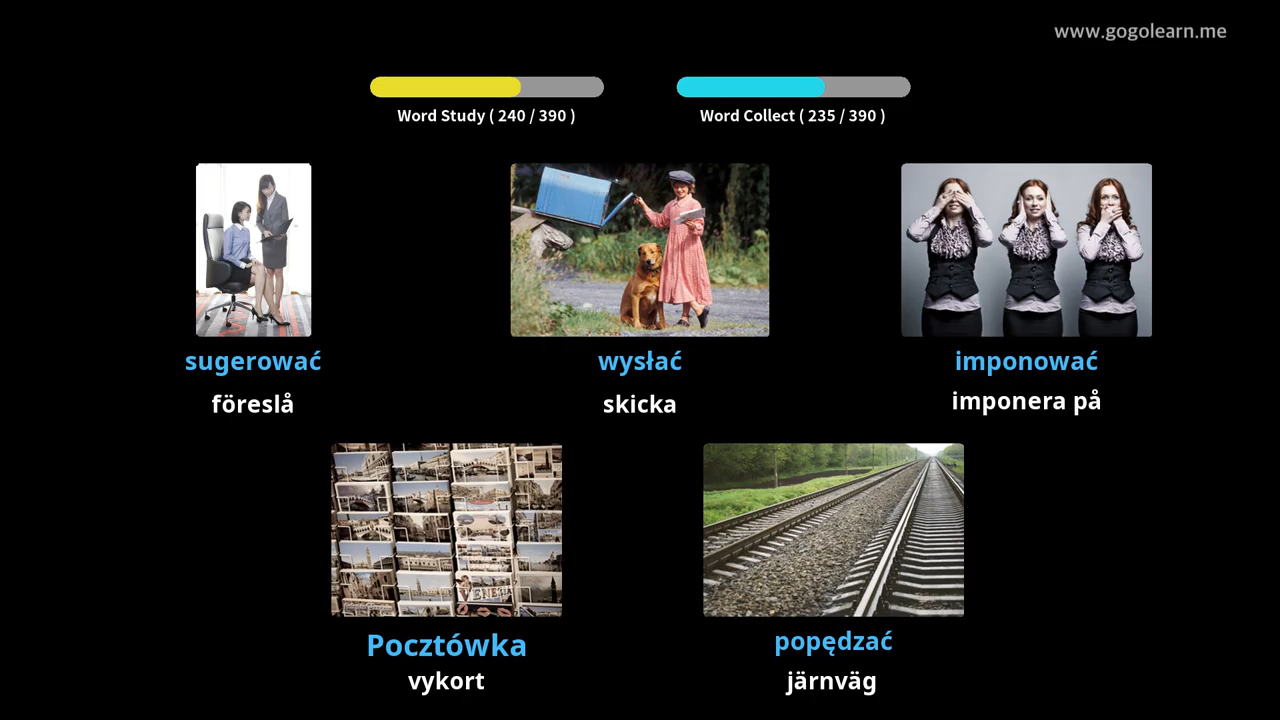 www.gogolearn.me
Word Study ( 240 / 390 )
Word Collect ( 235 / 390 )
sugerować
föreslå
wysłać
skicka
imponować
imponera på
Pocztówka
vykort
popędzać
järnväg